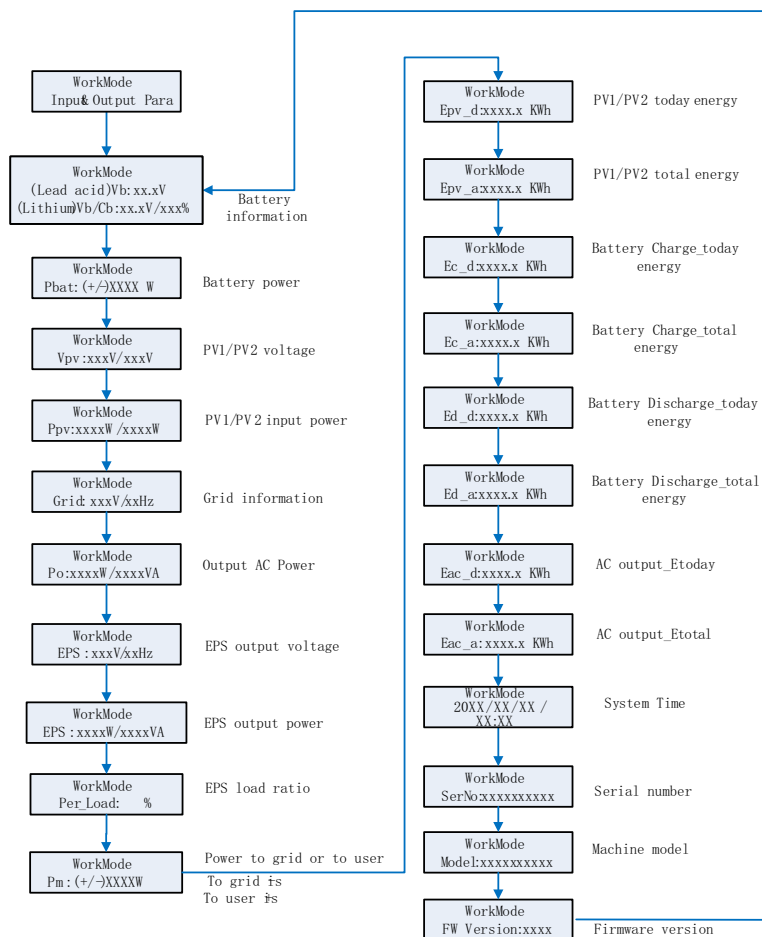 WorkMode
Input& Output Para
WorkMode
(Lead acid)Vb:xx.xV
(Lithium)Vb/Cb:xx.xV/xxx%
Battery
information
WorkMode
Pbat:(+/-)XXXX W
Battery power
WorkMode
Vpv:xxxV/xxxV
PV1/PV2 voltage
WorkMode
Ppv:xxxxW/xxxxW
PV1/PV2 input power
WorkMode
Grid: xxxV/xxHz
Grid information
WorkMode
Po:xxxxW/xxxxVA
Output AC Power
WorkMode
EPS:xxxV/xxHz
EPS output voltage
WorkMode
EPS:xxxxW/xxxxVA
EPS output power
WorkMode
Per_Load: %
EPS load ratio
WorkMode
Pm:(+/-)XXXXW
Power to grid or to user
To grid is
To user is
WorkMode
Epv_d:xxxx.x KWh
PV1/PV2 today energy
WorkMode
Epv_a:xxxx.x KWh
PV1/PV2 total energy
WorkMode
Ec_d:xxxx.x KWh
Battery Charge_today
energy
WorkMode
Ec_a:xxxx.x KWh
Battery Charge_total
energy
WorkMode
Ed_d:xxxx.x KWh
Battery Discharge_today
energy
WorkMode
Ed_a:xxxx.x KWh
Battery Discharge_total
energy
WorkMode
Eac_d:xxxx.x KWh
AC output_Etoday
WorkMode
Eac_a:xxxx.x KWh
AC output_Etotal
WorkMode
20XX/XX/XX /
XX:XX
System Time
WorkMode
SerNo:xxxxxxxxxx
Serial number
WorkMode
Model:xxxxxxxxxx
Machine model
WorkMode
FW Version:xxxx
Firmware version